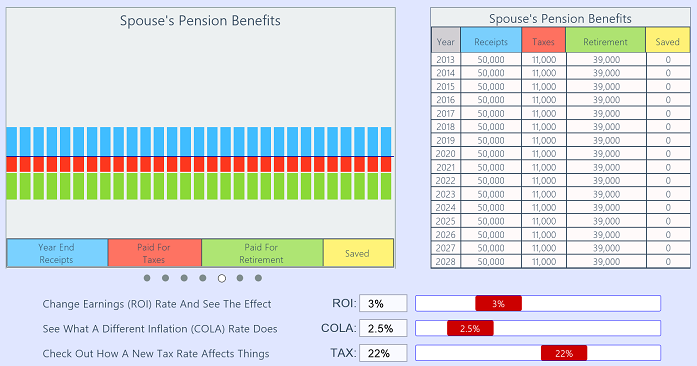 Spouse's Pension Benefits
Year End Receipts
Paid For Taxes
Paid For Retirement
Saved
Spouse's Pension Benefits
Year Receipts Taxes Retirement Saved
2013 50,000 11,000 39,000 0
2014 50,000 11,000 39,000 0
2015 50,000 11,000 39,000 0
2016 50,000 11,000 39,000 0
2017 50,000 11,000 39,000 0
2018 50,000 11,000 39,000 0
2019 50,000 11,000 39,000 0
2020 50,000 11,000 39,000 0
2021 50,000 11,000 39,000 0
2022 50,000 11,000 39,000 0
2023 50,000 11,000 39,000 0
2024 50,000 11,000 39,000 0
2025 50,000 11,000 39,000 0
2026 50,000 11,000 39,000 0
2027 50,000 11,000 39,000 0
2028 50,000 11,000 39,000 0
Change Earnings (ROI) Rate And See The Effect ROI: 3% 3%
See What A Different Inflation (COLA) Rate Does COLA: 2.5% 2.5%
Check Out How A New Tax Rate Affects Things TAX: 22% 22%